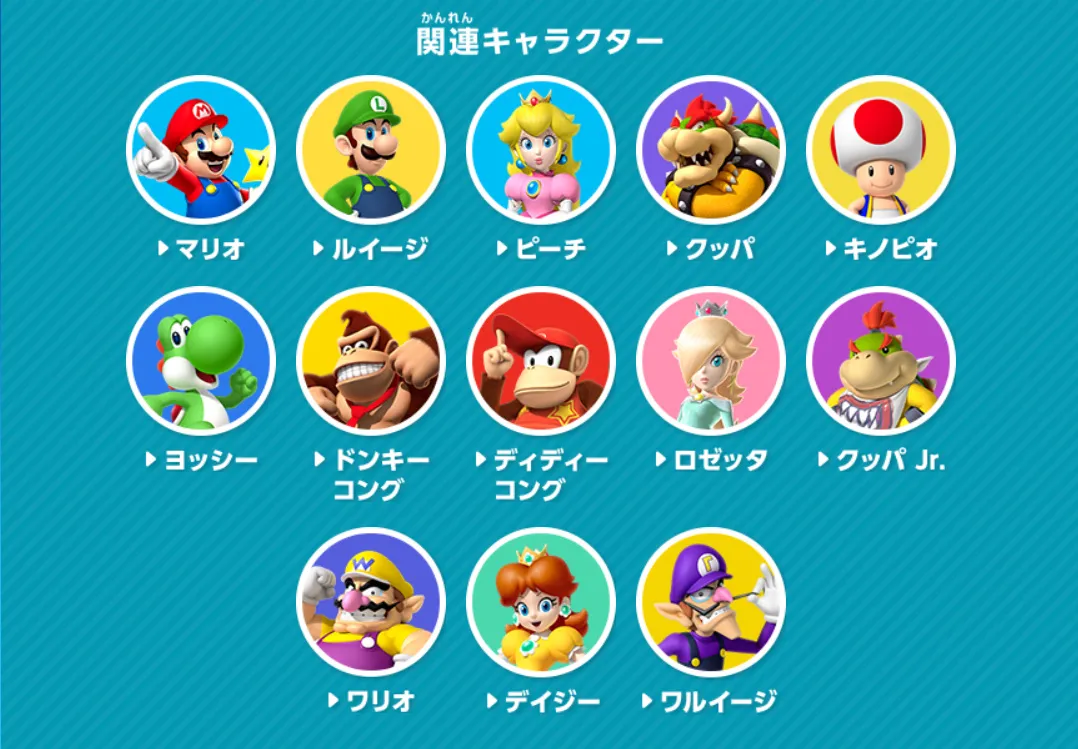 かんれん
関連キャラクター
マリオ
ルイージ
ピーチ
クッパ
キノピオ
ヨッシー
ドンキー
コング
ディディー
コング
ロゼッタ
クッパ Jr.
ワリオ
デイジー
ワルイージ
M
L
W
Γ